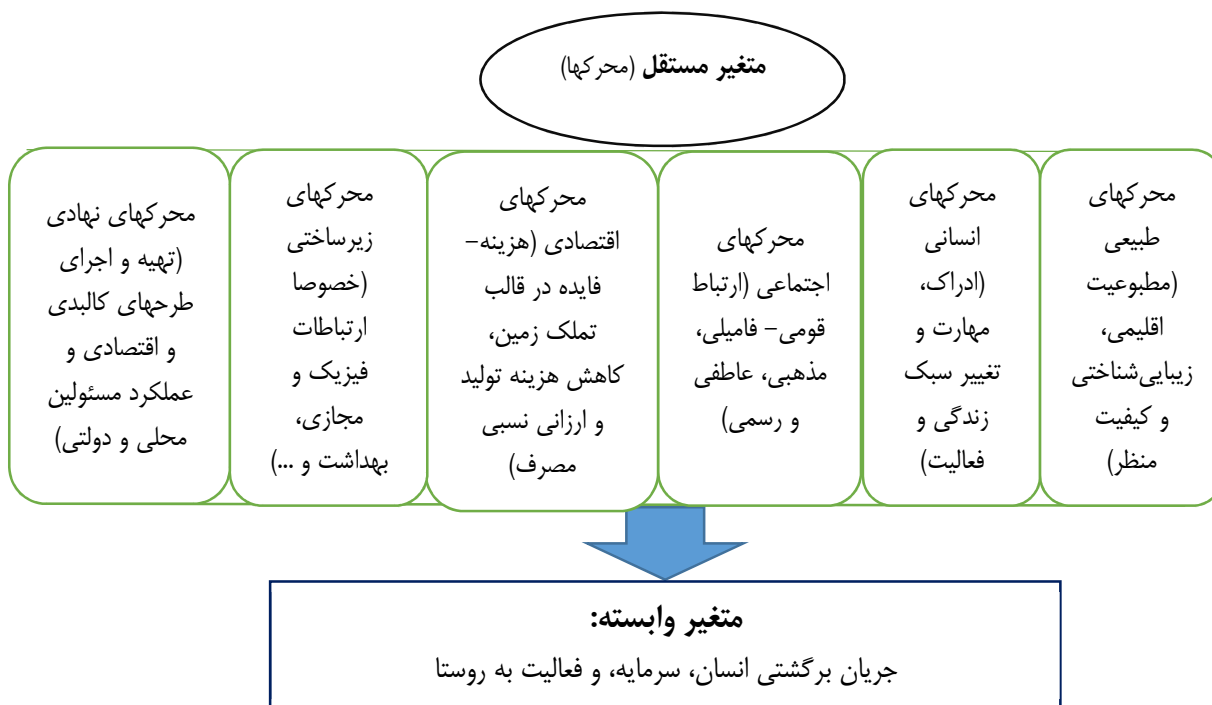 متغیر مستقل (محرکها)
محرکهای
طبیعی
(مطبوعیت
اقلیمی،
زیبایی‌شناختی
و کیفیت
منظر)
محرکهای
انسانی
(ادراک،
مهارت و
تغییر سبک
زندگی و
فعالیت)
محرکهای
اجتماعی (ارتباط
قومی- فامیلی،
مذهبی، عاطفی
و رسمی)
محرکهای
اقتصادی (هزینه-
فایده در قالب
تملک زمین،
کاهش هزینه تولید
و ارزانی نسبی
مصرف)
محرکهای
زیرساختی
(خصوصا
ارتباطات
فیزیک و
مجازی،
بهداشت و ...)
محرکهای نهادی
(تهیه و اجرای
طرحهای کالبدی
و اقتصادی و
عملکرد مسئولین
محلی و دولتی)
متغیر وابسته:
جریان برگشتی انسان، سرمایه، و فعالیت به روستا